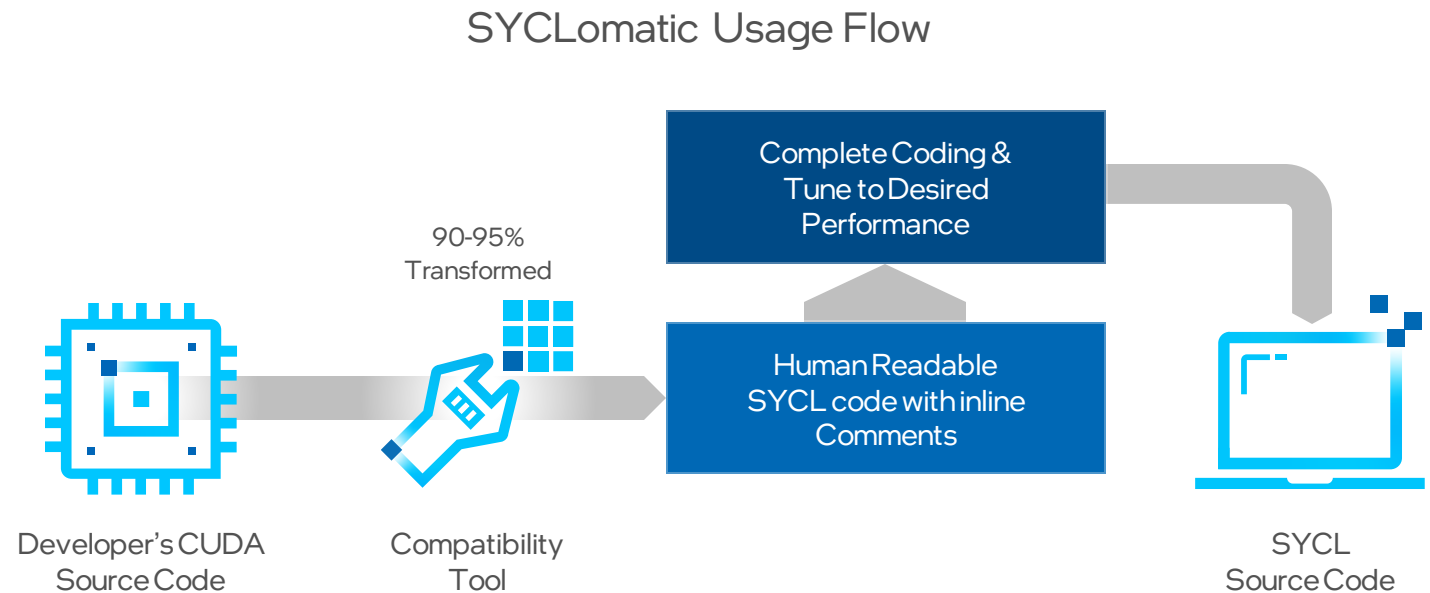 SYCLomatic Usage Flow
Complete Coding &
Tune to Desired
Performance
90-95%
Transformed
Human Readable
SYCL code with inline
Comments
Developer's CUDA
Source Code
Compatibility
Tool
SYCL
Source Code